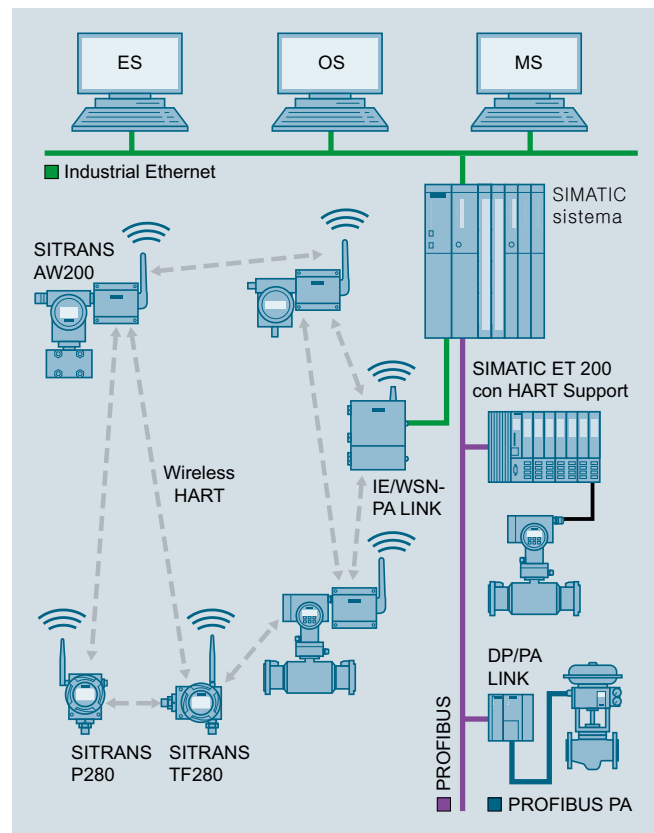 ES
OS
MS
Industrial Ethernet
SIMATIC
sistema
SITRANS
AW200
SIMATIC ET 200
con HART Support
Wireless
HART
IE/WSN-
PA LINK
DP/PA
LINK
SITRANS
P280
SITRANS
TF280
PROFIBUS
PROFIBUS PA